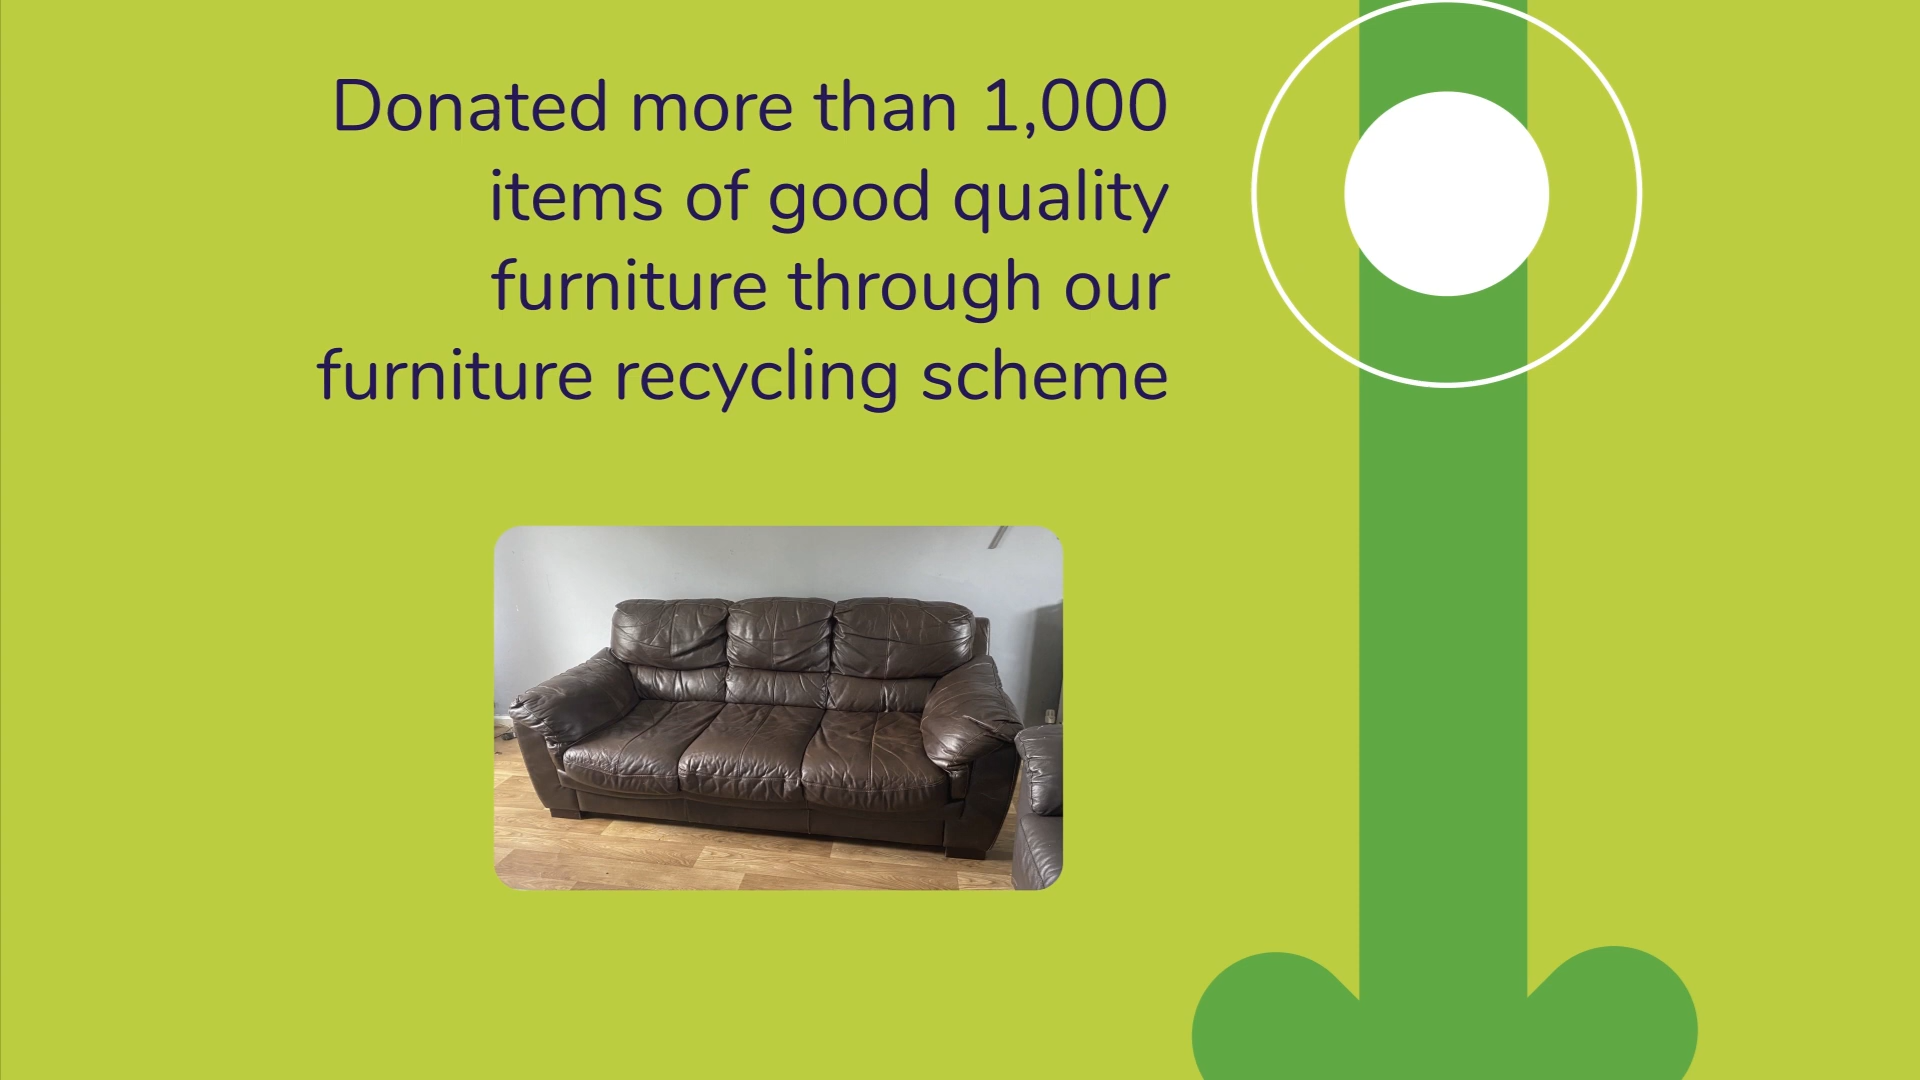 Donated more than 1,000
items of good quality
furniture through our
furniture recycling scheme